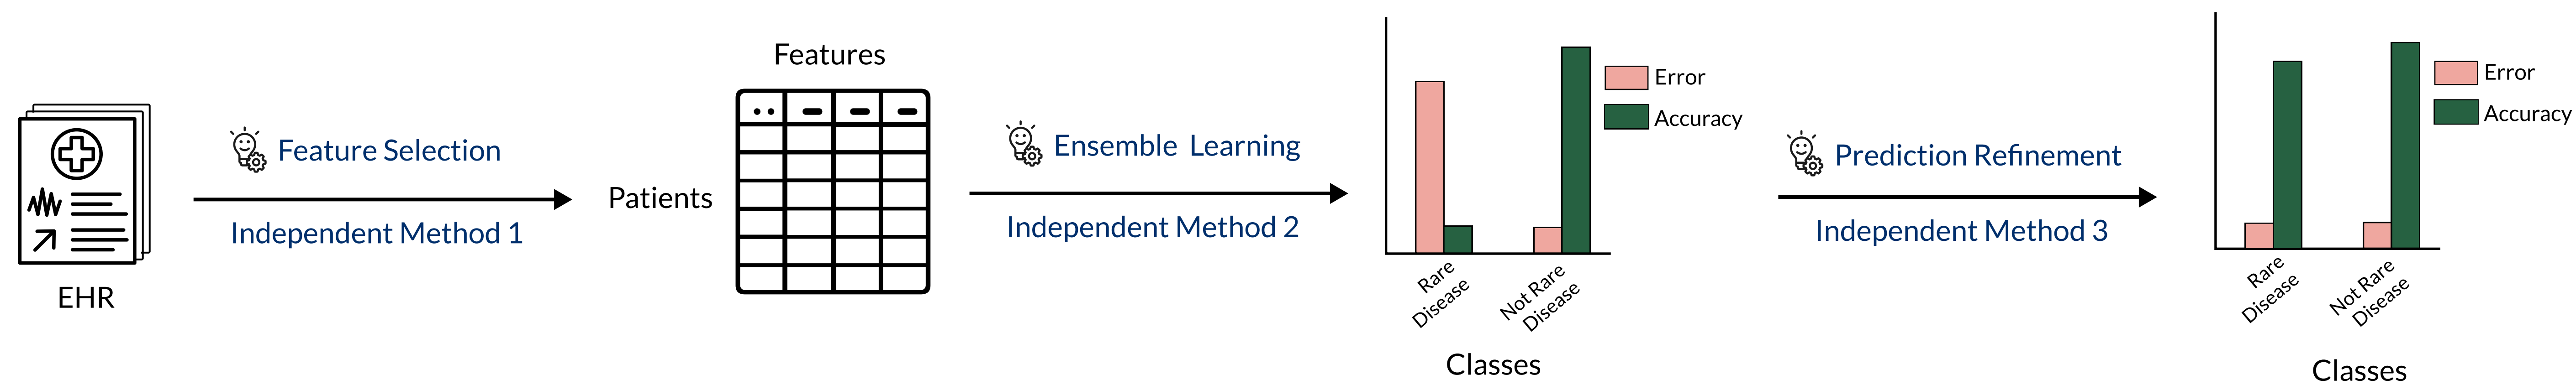 EHR
Feature Selection
Independent Method 1
Features
Patients
Ensemble Learning
Independent Method 2
Error
Accuracy
Rare
Disease
Not Rare
Disease
Classes
Prediction Refinement
Independent Method 3
Error
Accuracy
Rare
Disease
Not Rare
Disease
Classes